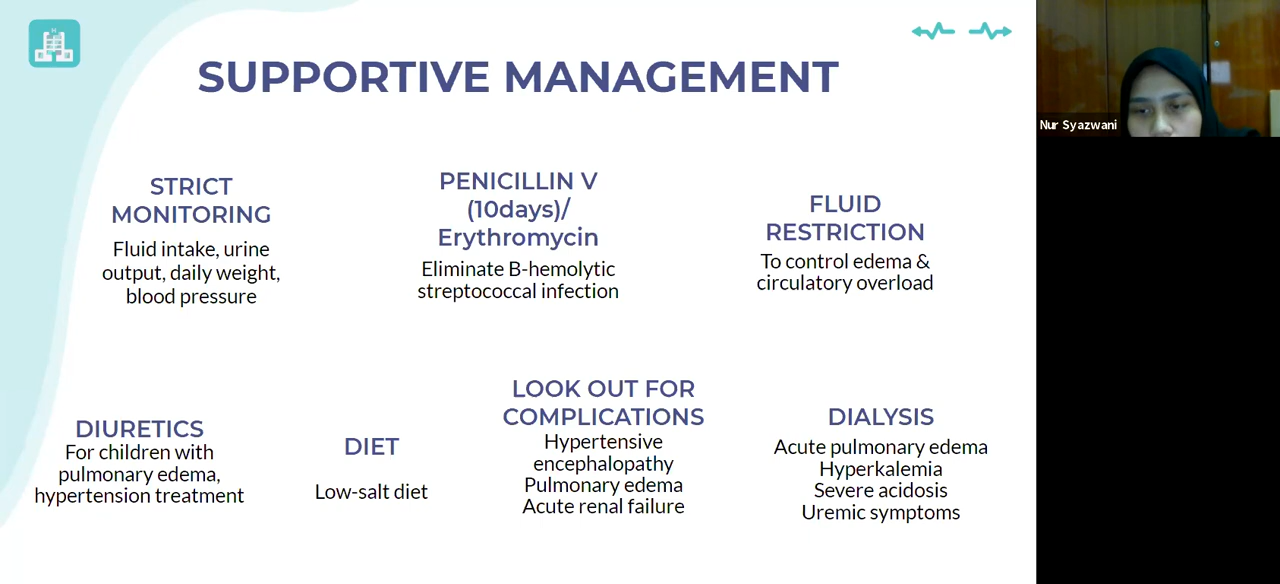 SUPPORTIVE MANAGEMENT
STRICT
MONITORING
Fluid intake, urine
output, daily weight,
blood pressure
PENICILLIN V
(10days)/
Erythromycin
Eliminate B-hemolytic
streptococcal infection
FLUID
RESTRICTION
To control edema &
circulatory overload
DIURETICS
For children with
pulmonary edema,
hypertension treatment
DIET
Low-salt diet
LOOK OUT FOR
COMPLICATIONS
Hypertensive
encephalopathy
Pulmonary edema
Acute renal failure
DIALYSIS
Acute pulmonary edema
Hyperkalemia
Severe acidosis
Uremic symptoms
Nur Syazwani